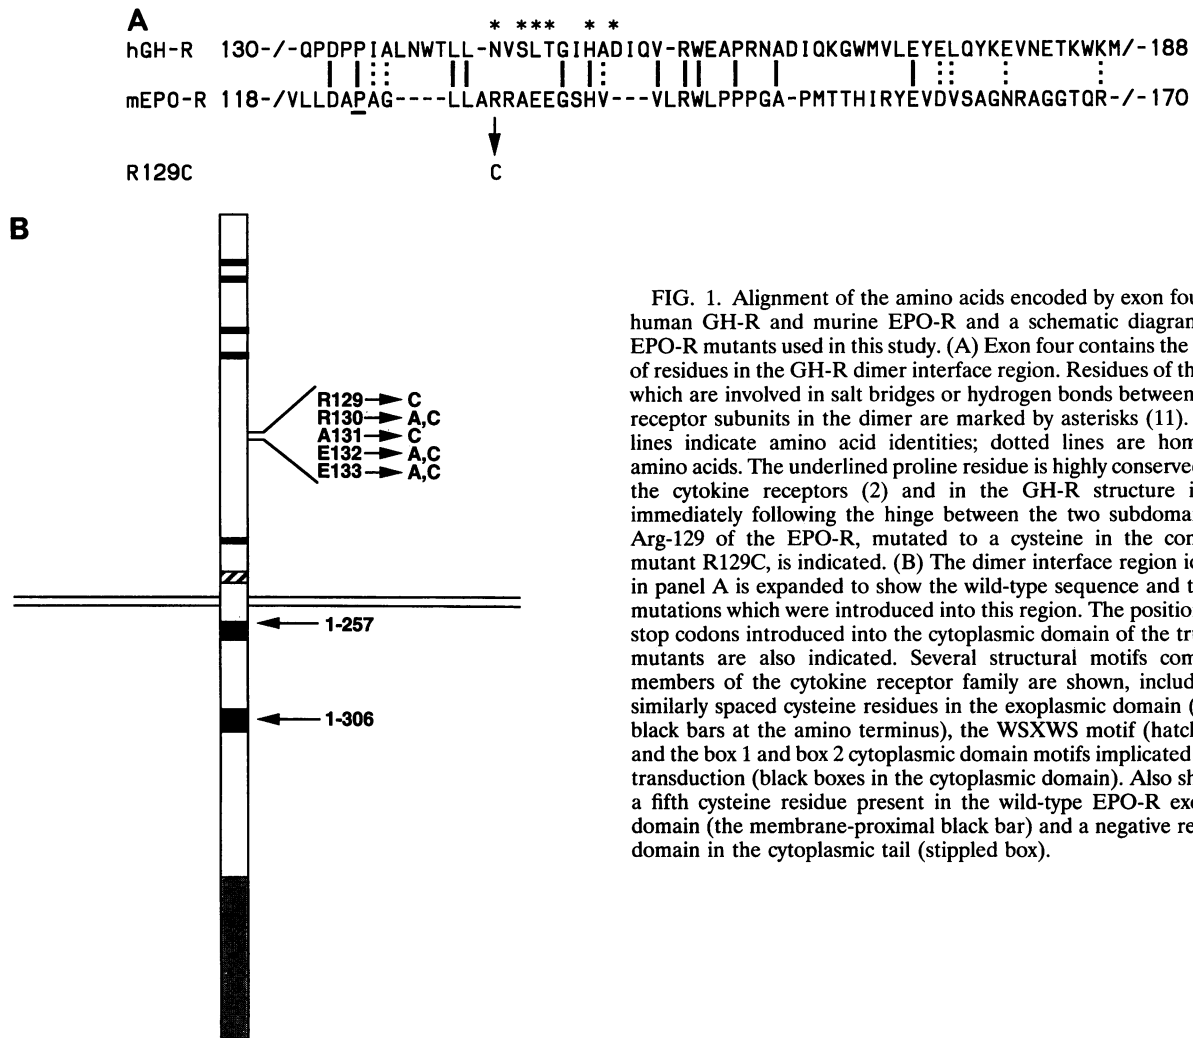 A
* *** * *
hGH-R 130-/-QPDPPIALNWTLL-NVSLTGIHADIQV-RWEAPRNADIQKGWMVLEYELQYKEVNETKWKM/-188
mEPO-R 118-/VLLDAPAG----LLARRAEEGSHV---VLRWLPPPGA-PMTTHIRYEVDVSAGNRAGGTQR-/-170
R129C C
B
R129 → C
R130 → A,C
A131 → C
E132 → A,C
E133 → A,C
1-257
1-306
FIG. 1. Alignment of the amino acids encoded by exon fou
human GH-R and murine EPO-R and a schematic diagran
EPO-R mutants used in this study. (A) Exon four contains the
of residues in the GH-R dimer interface region. Residues of th
which are involved in salt bridges or hydrogen bonds between
receptor subunits in the dimer are marked by asterisks (11).
lines indicate amino acid identities; dotted lines are hom
amino acids. The underlined proline residue is highly conserve
the cytokine receptors (2) and in the GH-R structure i
immediately following the hinge between the two subdoma
Arg-129 of the EPO-R, mutated to a cysteine in the con
mutant R129C, is indicated. (B) The dimer interface region ic
in panel A is expanded to show the wild-type sequence and t
mutations which were introduced into this region. The position
stop codons introduced into the cytoplasmic domain of the tr
mutants are also indicated. Several structural motifs com
members of the cytokine receptor family are shown, includ
similarly spaced cysteine residues in the exoplasmic domain (
black bars at the amino terminus), the WSXWS motif (hatch
and the box 1 and box 2 cytoplasmic domain motifs implicated
transduction (black boxes in the cytoplasmic domain). Also sh
a fifth cysteine residue present in the wild-type EPO-R exo
domain (the membrane-proximal black bar) and a negative re
domain in the cytoplasmic tail (stippled box).